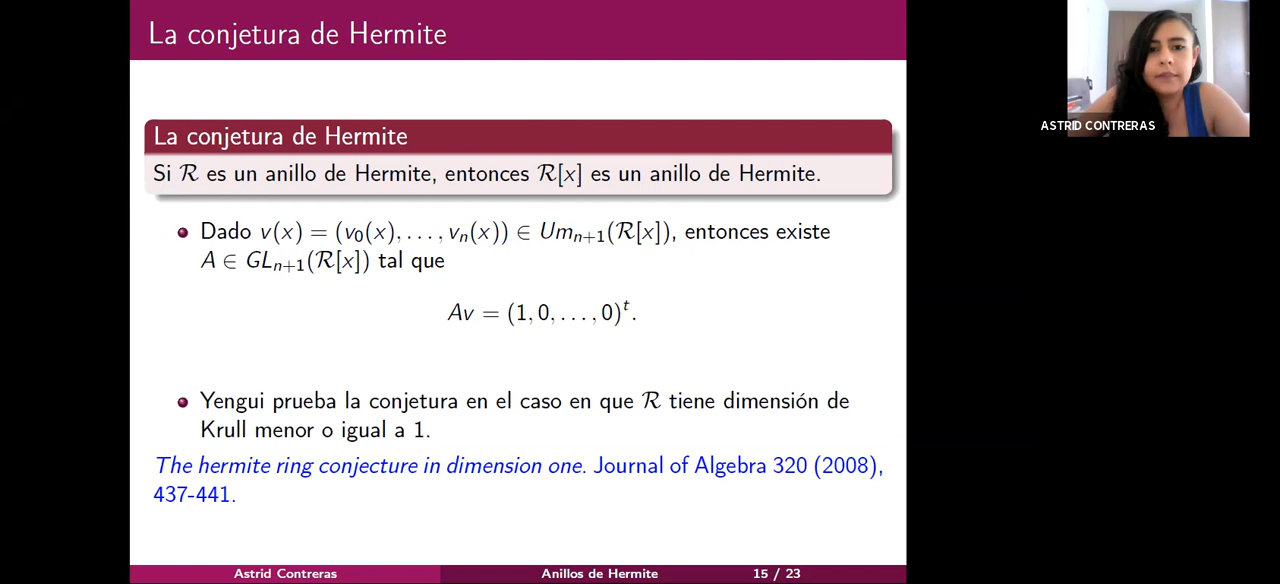 La conjetura de Hermite
ASTRID CONTRERAS
La conjetura de Hermite
Si ℛ es un anillo de Hermite, entonces ℛ[x] es un anillo de Hermite.
Dado v(x) = (v₀(x), . . . , vₙ(x)) ∈ Umₙ₊₁(ℛ[x]), entonces existe
A ∈ GLₙ₊₁(ℛ[x]) tal que
Av = (1, 0, . . . , 0)ᵗ.
Yengui prueba la conjetura en el caso en que ℛ tiene dimensión de
Krull menor o igual a 1.
The hermite ring conjecture in dimension one. Journal of Algebra 320 (2008),
437-441.
Astrid Contreras Anillos de Hermite 15 / 23